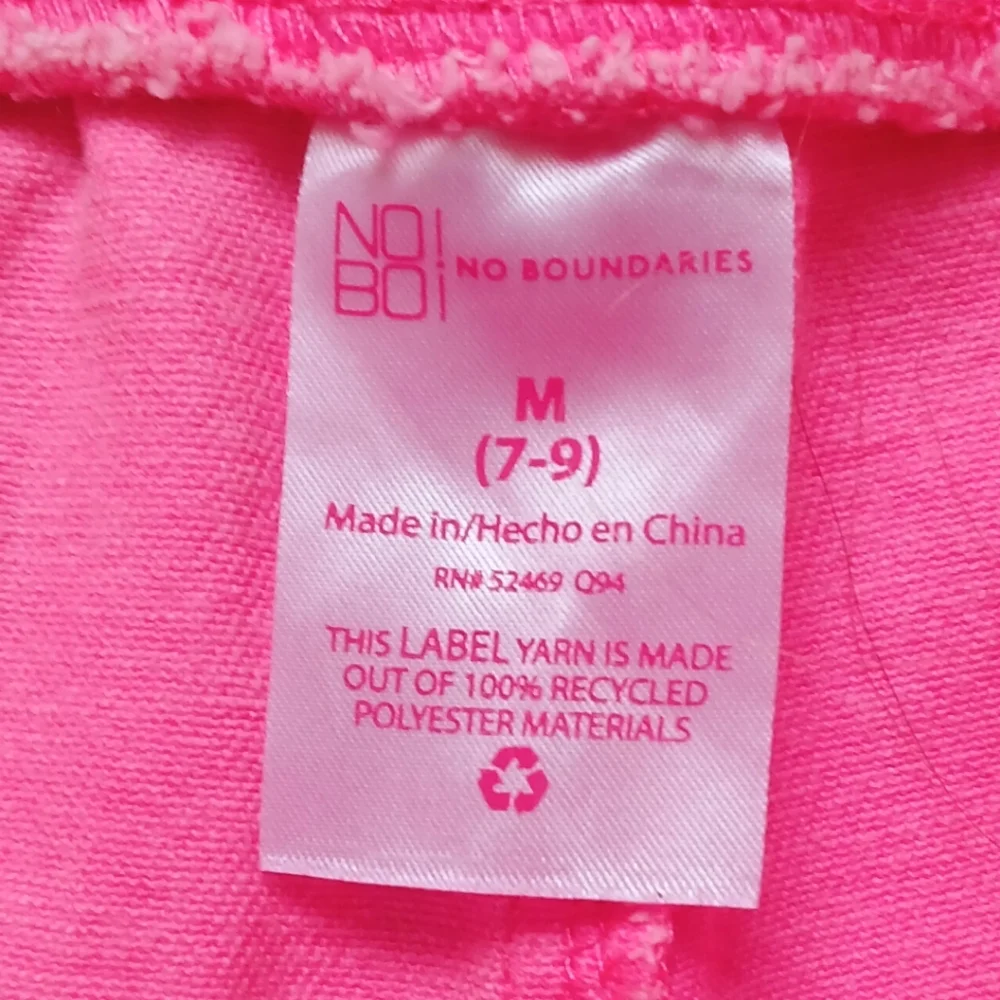 NO!
BO¡
NO BOUNDARIES
M
(7-9)
Made in/Hecho en China
RN# 52469 Q94
THIS LABEL YARN IS MADE
OUT OF 100% RECYCLED
POLYESTER MATERIALS